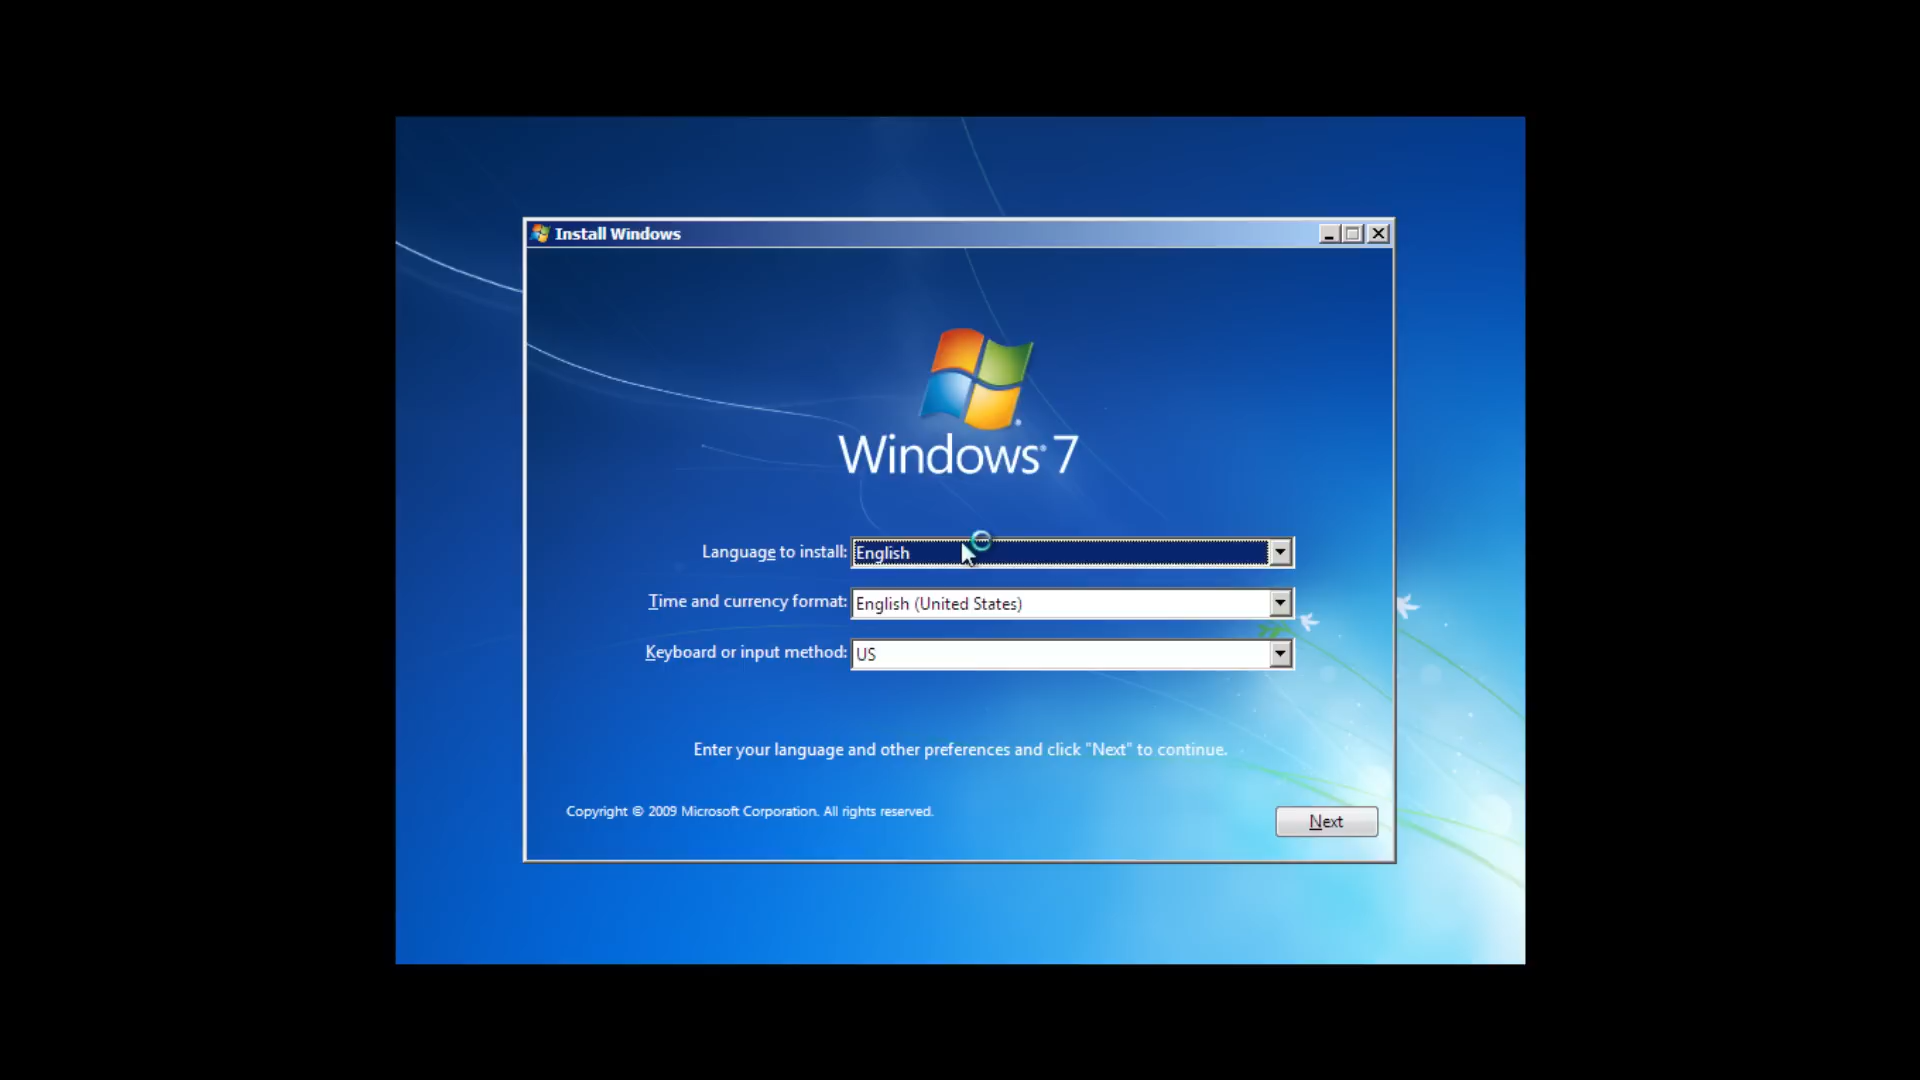 Install Windows
Windows® 7
Language to install: English
Time and currency format: English (United States)
Keyboard or input method: US
Enter your language and other preferences and click "Next" to continue.
Copyright © 2009 Microsoft Corporation. All rights reserved.
Next